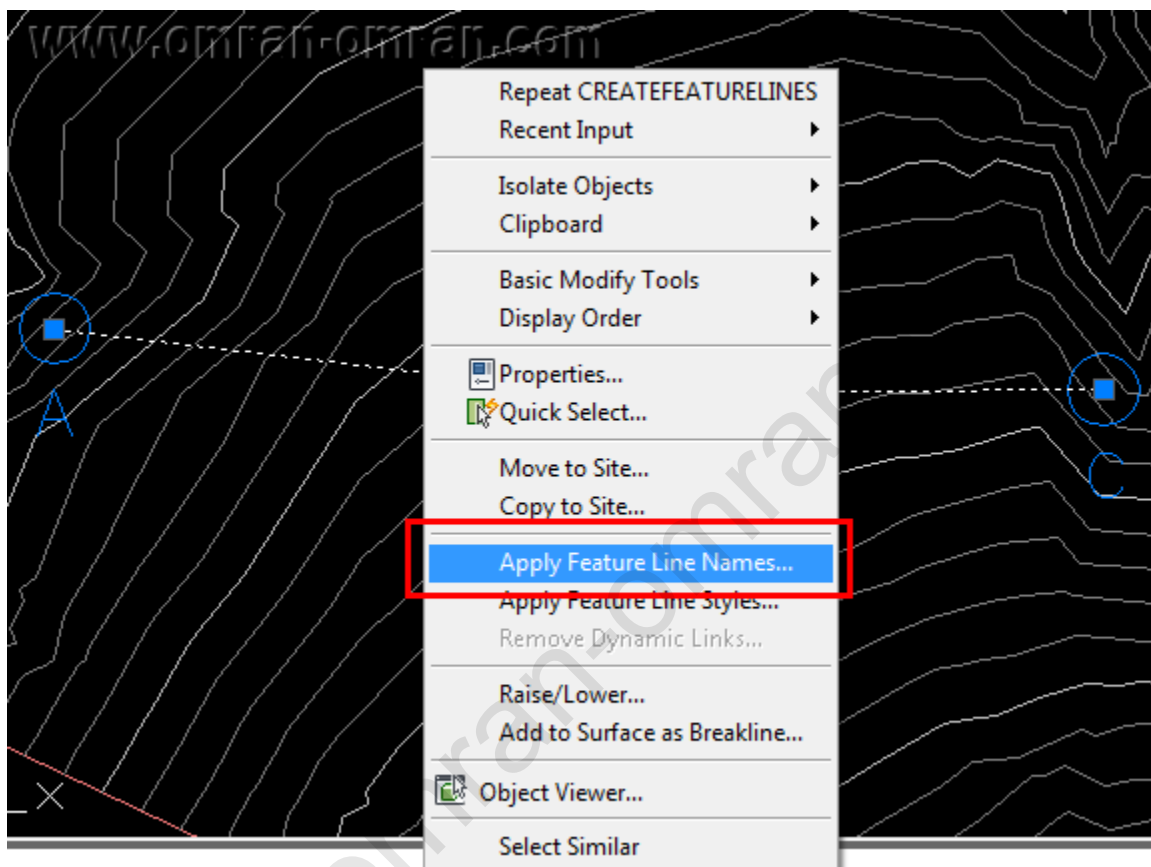 www.omran-omran.com
Repeat CREATEFEATURELINES
Recent Input
Isolate Objects
Clipboard
Basic Modify Tools
Display Order
Properties...
Quick Select...
Move to Site...
Copy to Site...
Apply Feature Line Names...
Apply Feature Line Styles...
Remove Dynamic Links...
Raise/Lower...
Add to Surface as Breakline...
Object Viewer...
Select Similar
A
C
omran-omran